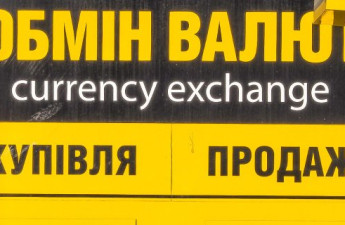 ОБМІН ВАЛЮТ
currency exchange
КУПІВЛЯ ПРОДАЖ